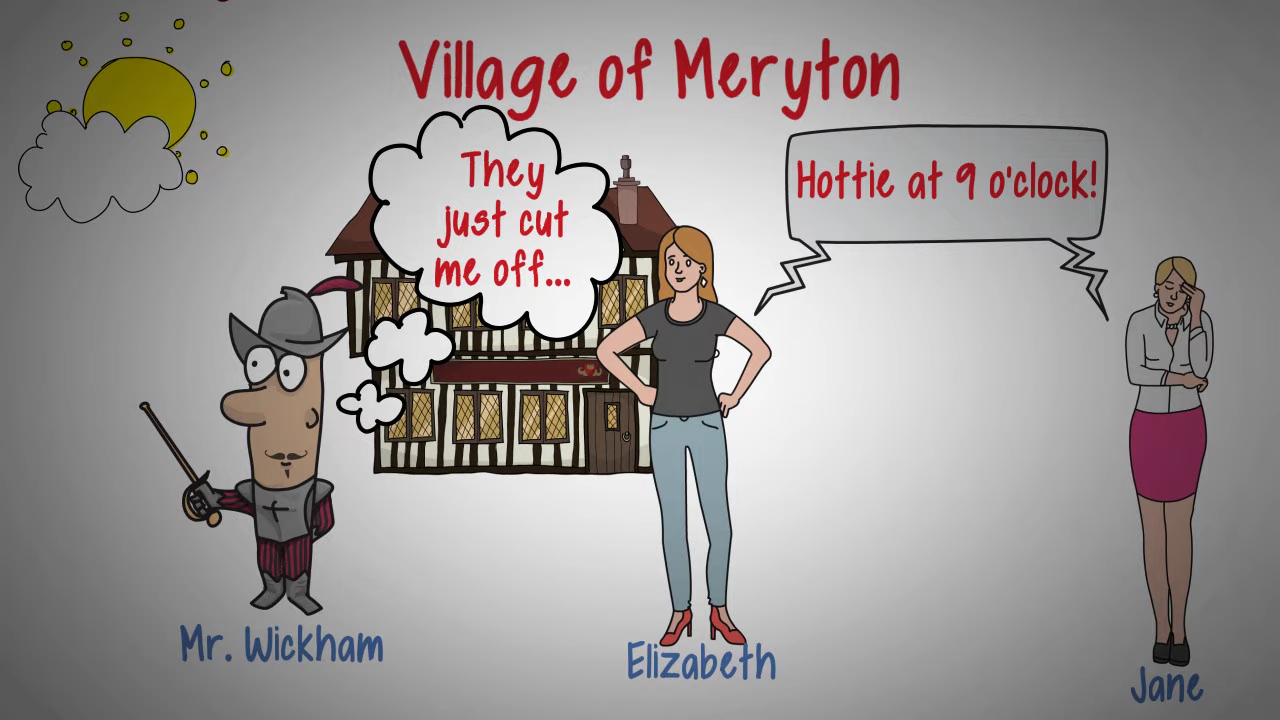 Village of Meryton
They
just cut
me off...
Hottie at 9 o'clock!
Mr. Wickham
Elizabeth
Jane